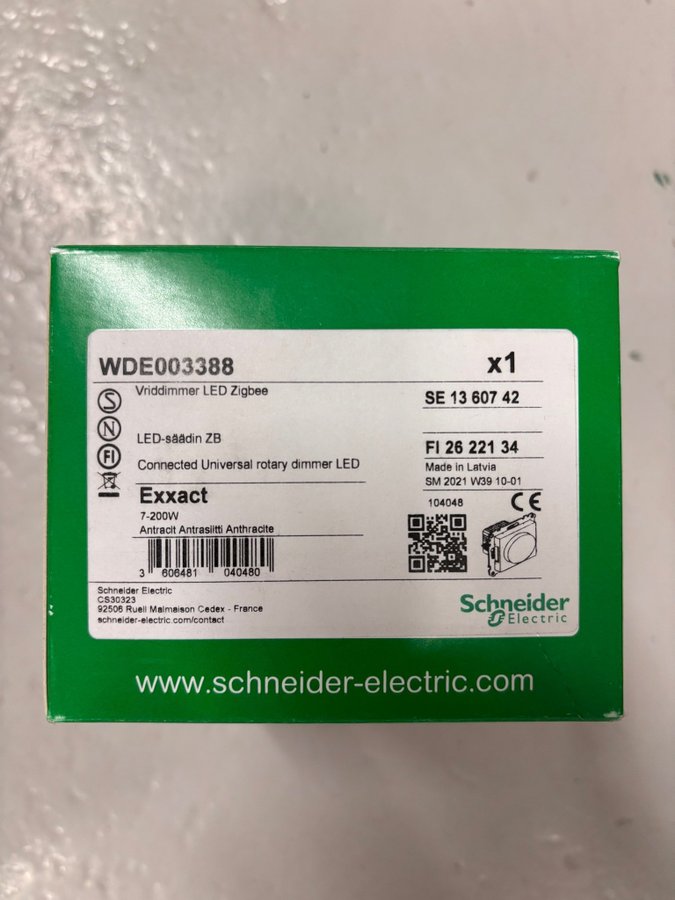 WDE003388 x1
Vriddimmer LED Zigbee
SE 13 607 42
S
N
LED-säädin ZB
FI 26 221 34
FI
Connected Universal rotary dimmer LED
Made in Latvia
SM 2021 W39 10-01
Exxact
104048 CE
7-200W
Antracit Antrasiitti Anthracite
3 606481 040480
Schneider Electric
CS30323
92506 Rueil Malmaison Cedex - France
schneider-electric.com/contact
Schneider
Electric
www.schneider-electric.com